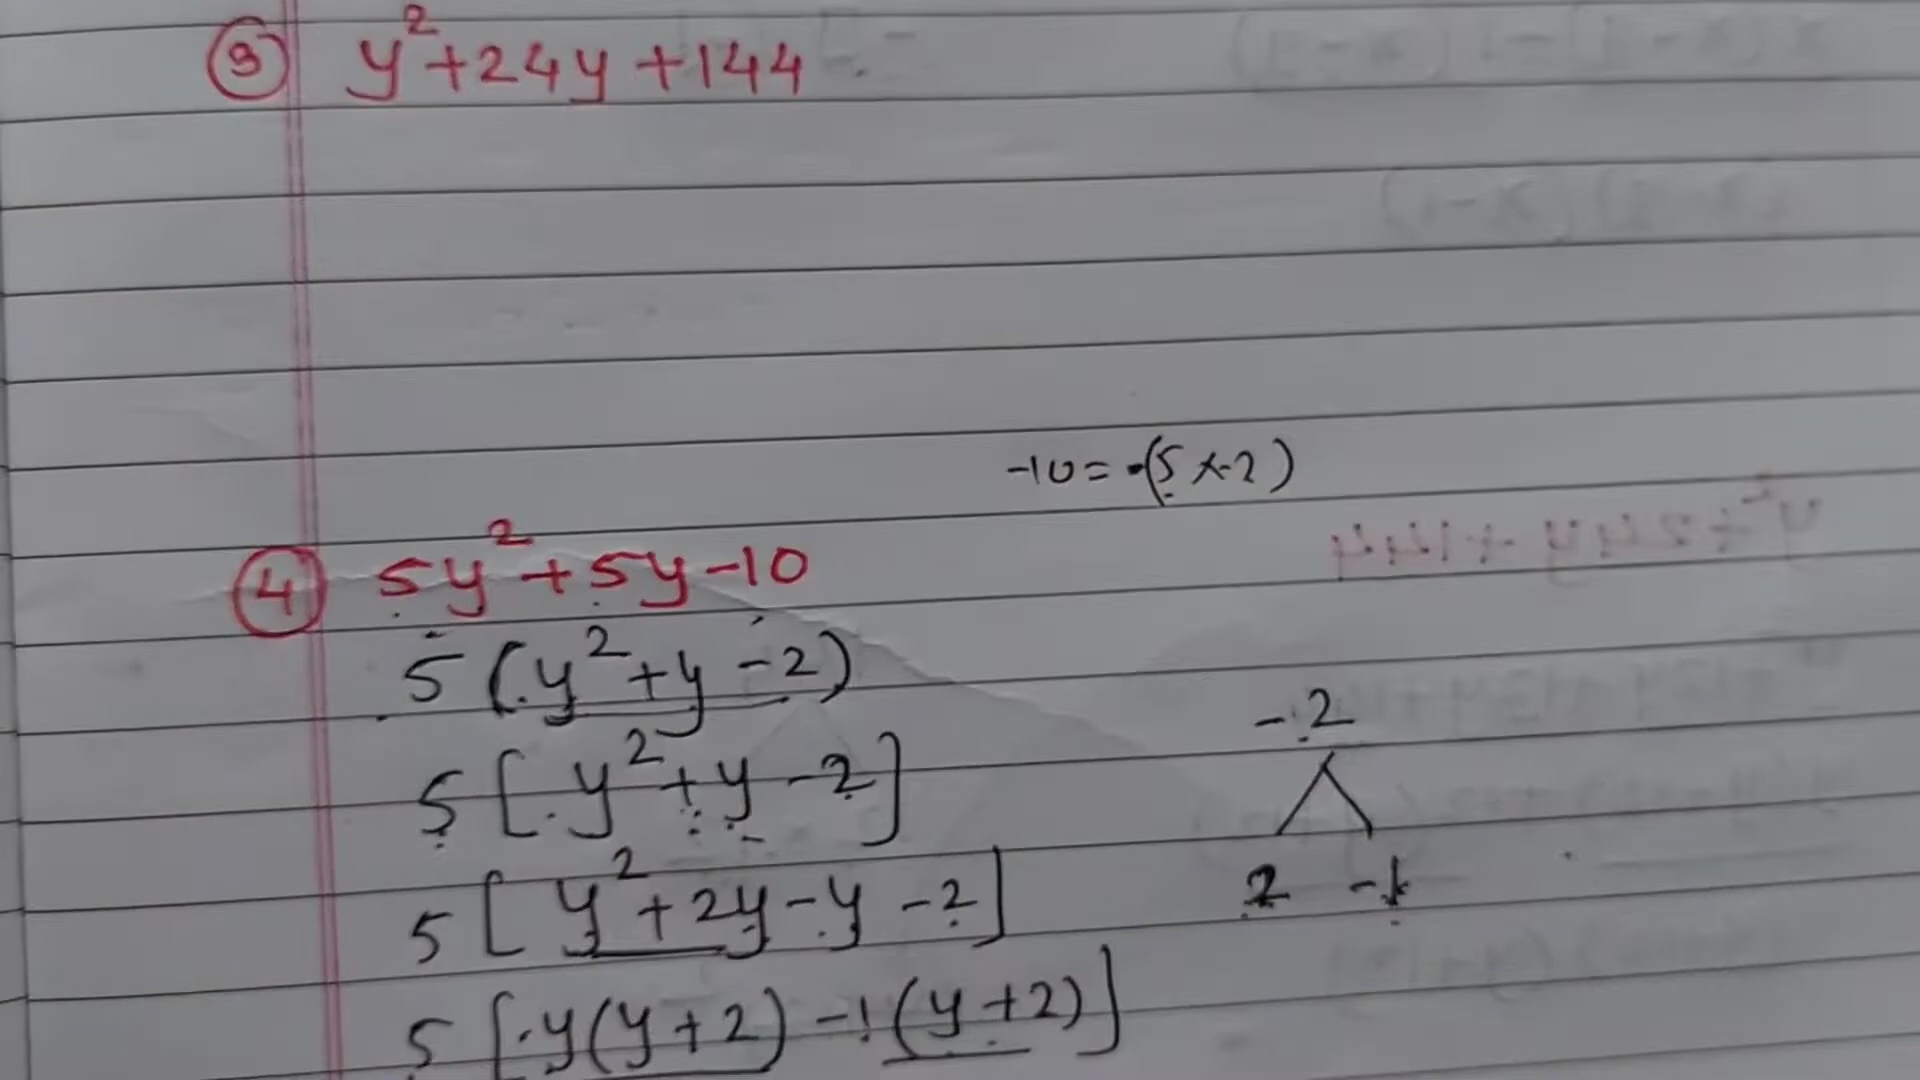 ③ y²+24y+144
-10=-(5×-2)
④ 5y²+5y-10
5(y²+y-2)
5[y²+y-2]
-2
5[y²+2y-y-2]
2 -1
5[y(y+2)-1(y+2)]